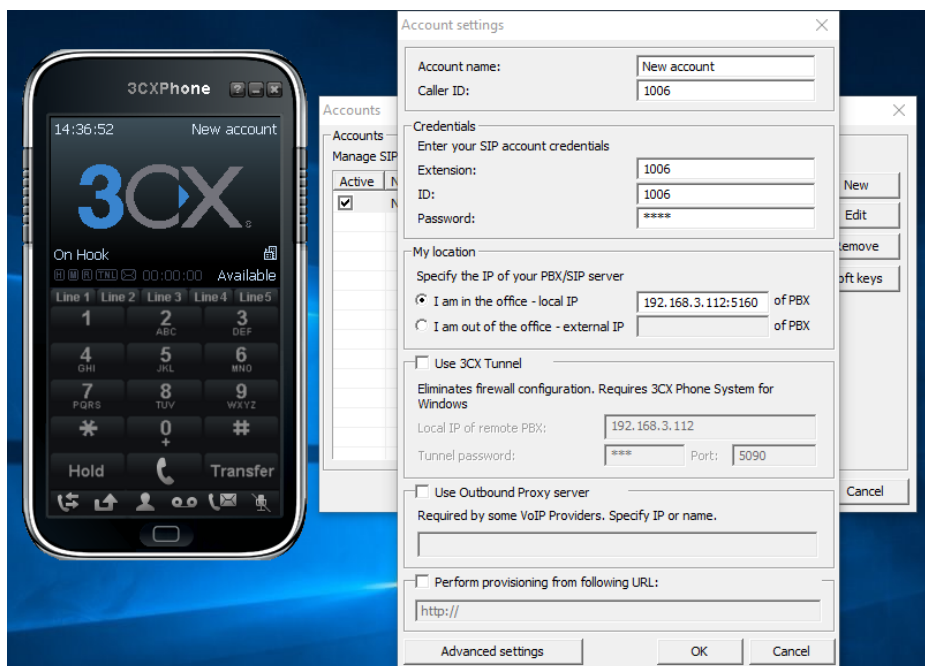 3CXPhone
14:36:52 New account
3CX
On Hook
Available
H M R TNL 00:00:00
Line 1 Line 2 Line 3 Line 4 Line 5
1 2 3
ABC DEF
4 5 6
GHI JKL MNO
7 8 9
PQRS TUV WXYZ
* 0 #
+
Hold Transfer
Accounts
Accounts
Manage SIP
Active N
N
New
Edit
emove
oft keys
Cancel
Account settings
Account name: New account
Caller ID: 1006
Credentials
Enter your SIP account credentials
Extension: 1006
ID: 1006
Password: ****
My location
Specify the IP of your PBX/SIP server
I am in the office - local IP 192.168.3.112:5160 of PBX
I am out of the office - external IP of PBX
Use 3CX Tunnel
Eliminates firewall configuration. Requires 3CX Phone System for
Windows
Local IP of remote PBX: 192.168.3.112
Tunnel password: *** Port: 5090
Use Outbound Proxy server
Required by some VoIP Providers. Specify IP or name.
Perform provisioning from following URL:
http://
Advanced settings OK Cancel